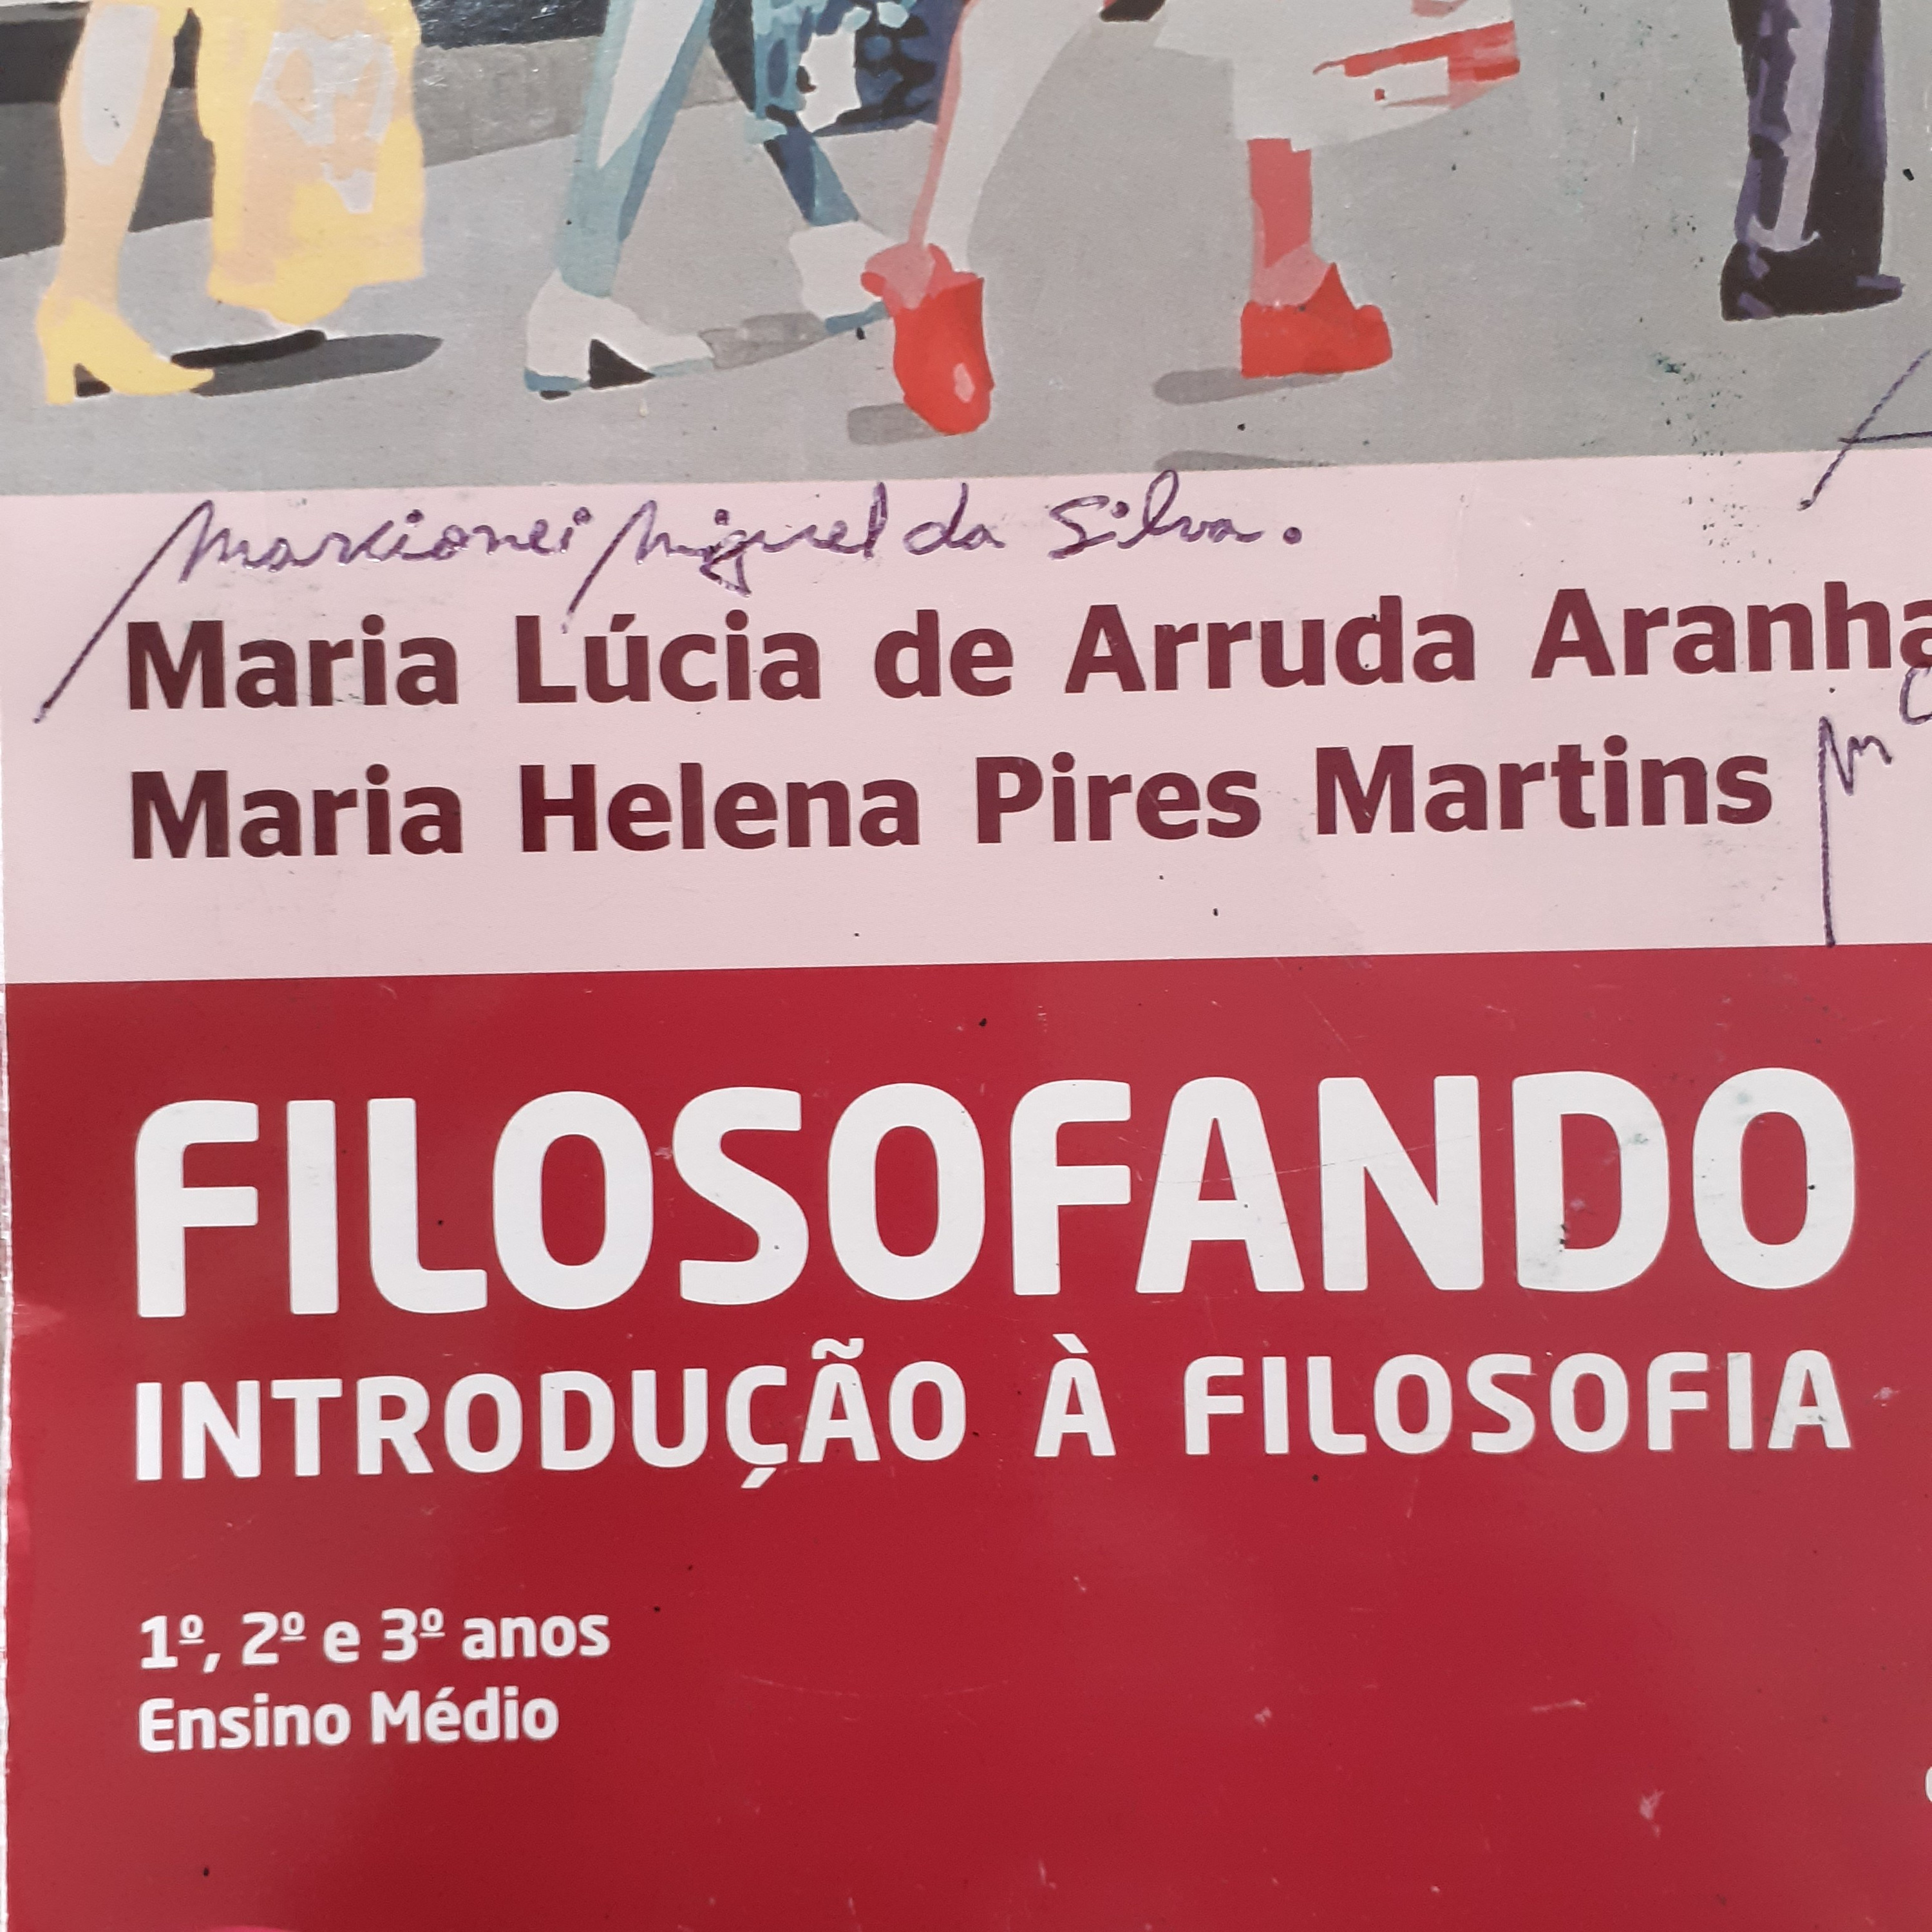 Marcionei Miguel da Silva.
Maria Lúcia de Arruda Aranha
Maria Helena Pires Martins
FILOSOFANDO
INTRODUÇÃO À FILOSOFIA
1º, 2º e 3º anos
Ensino Médio